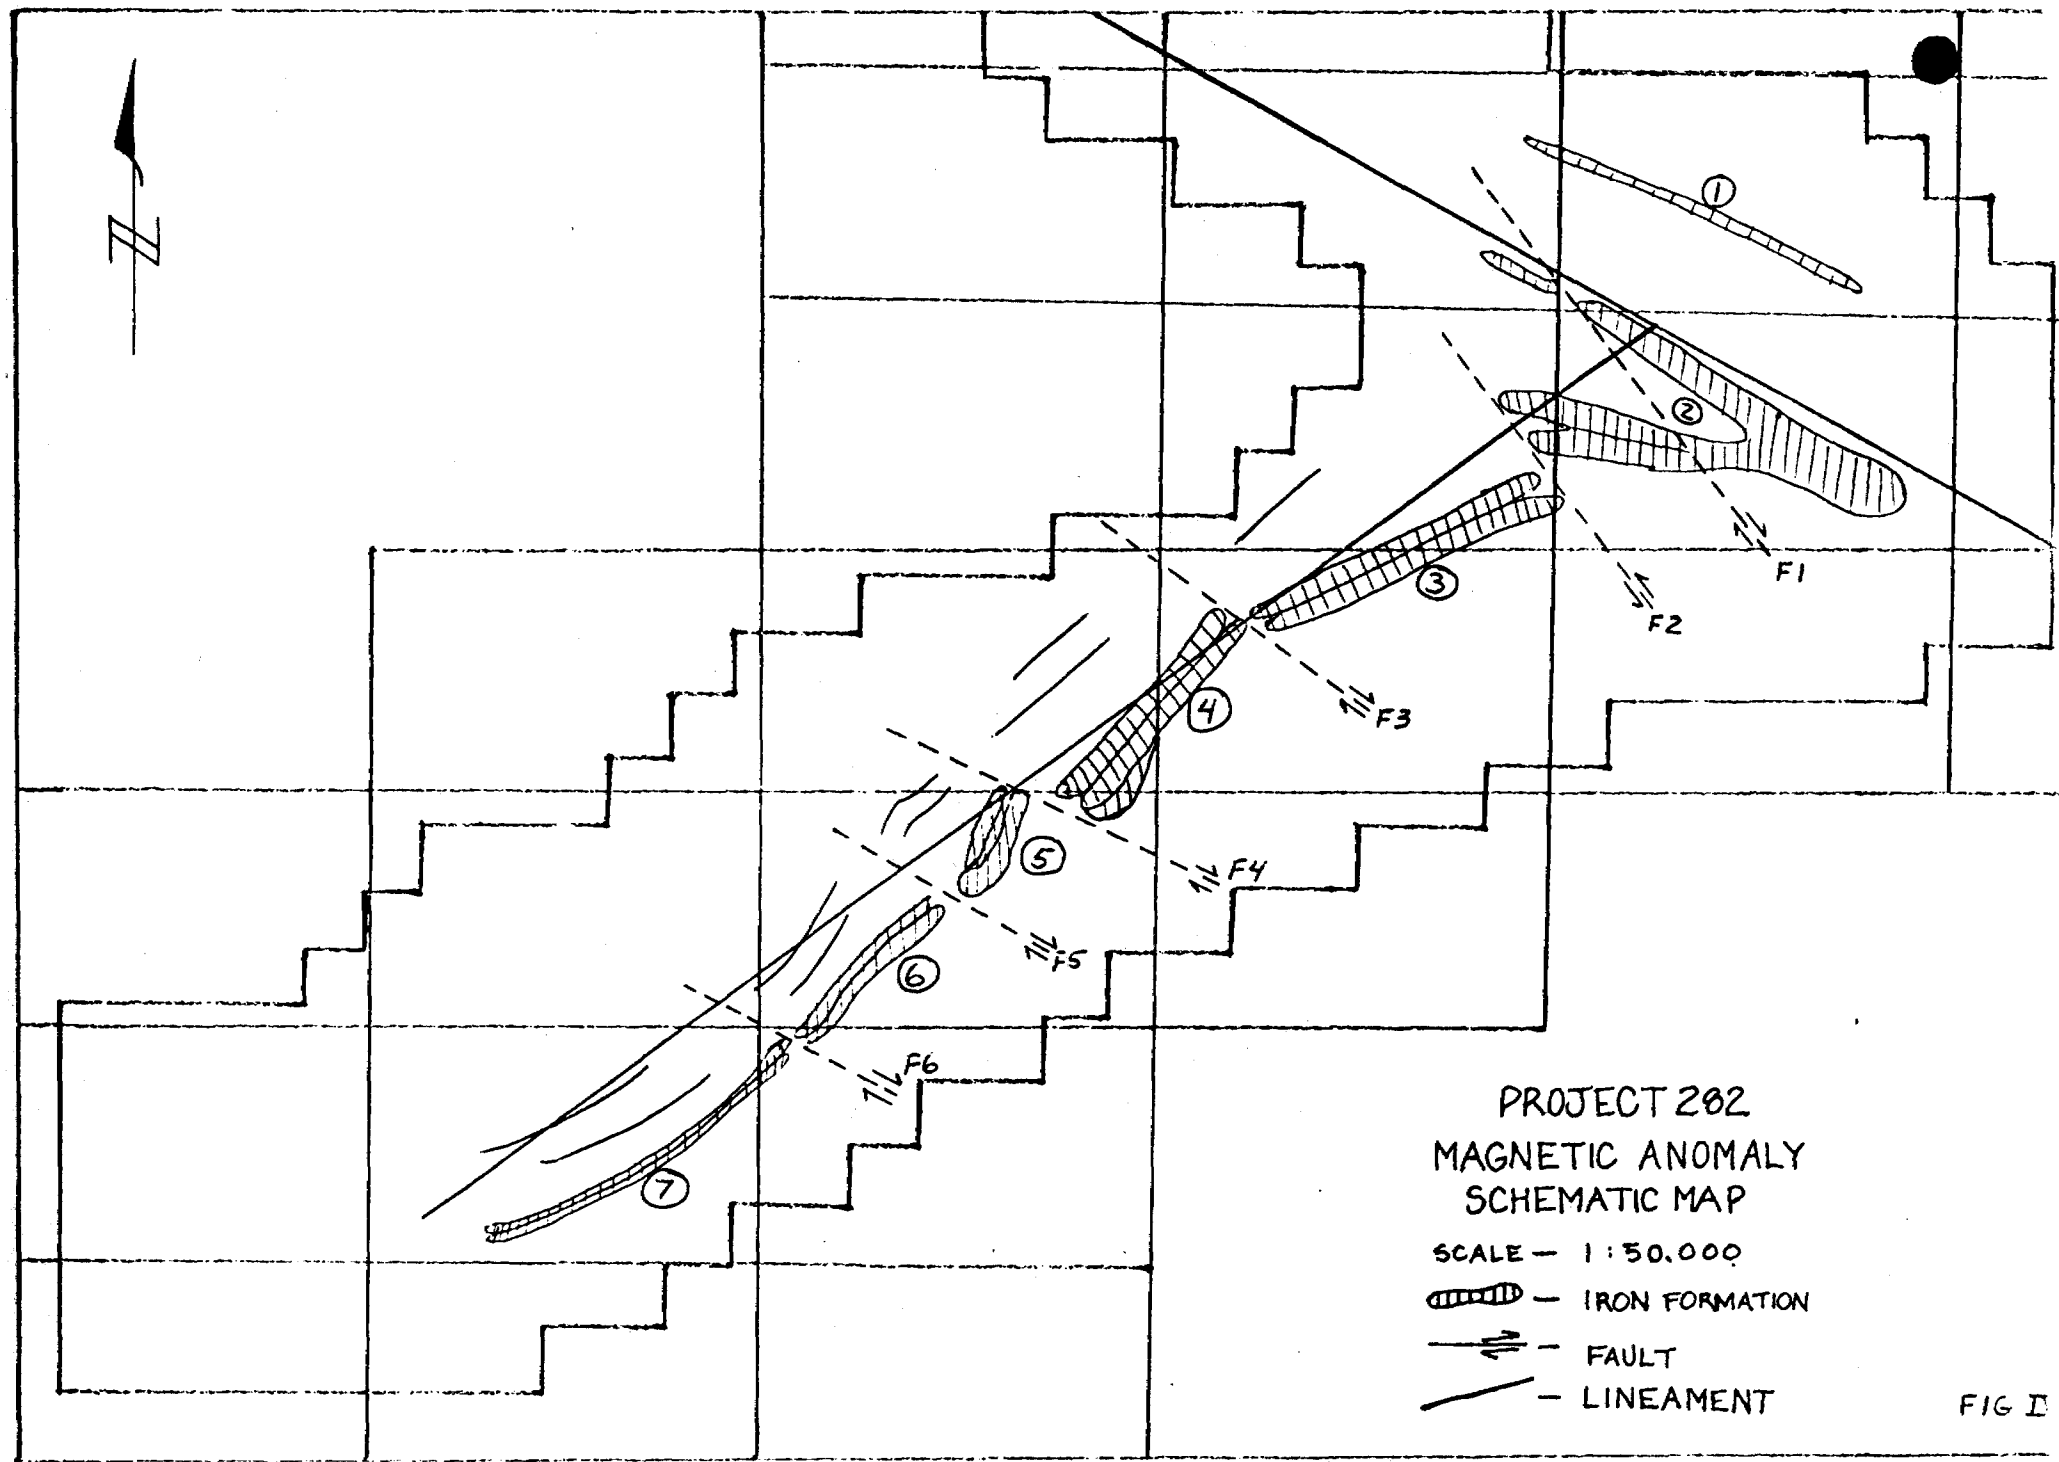 N
1
2
F1
3
F2
4
F3
5
F4
6
F5
F6
7
PROJECT 282
MAGNETIC ANOMALY
SCHEMATIC MAP
SCALE — 1:50.000
— IRON FORMATION
— FAULT
— LINEAMENT
FIG II